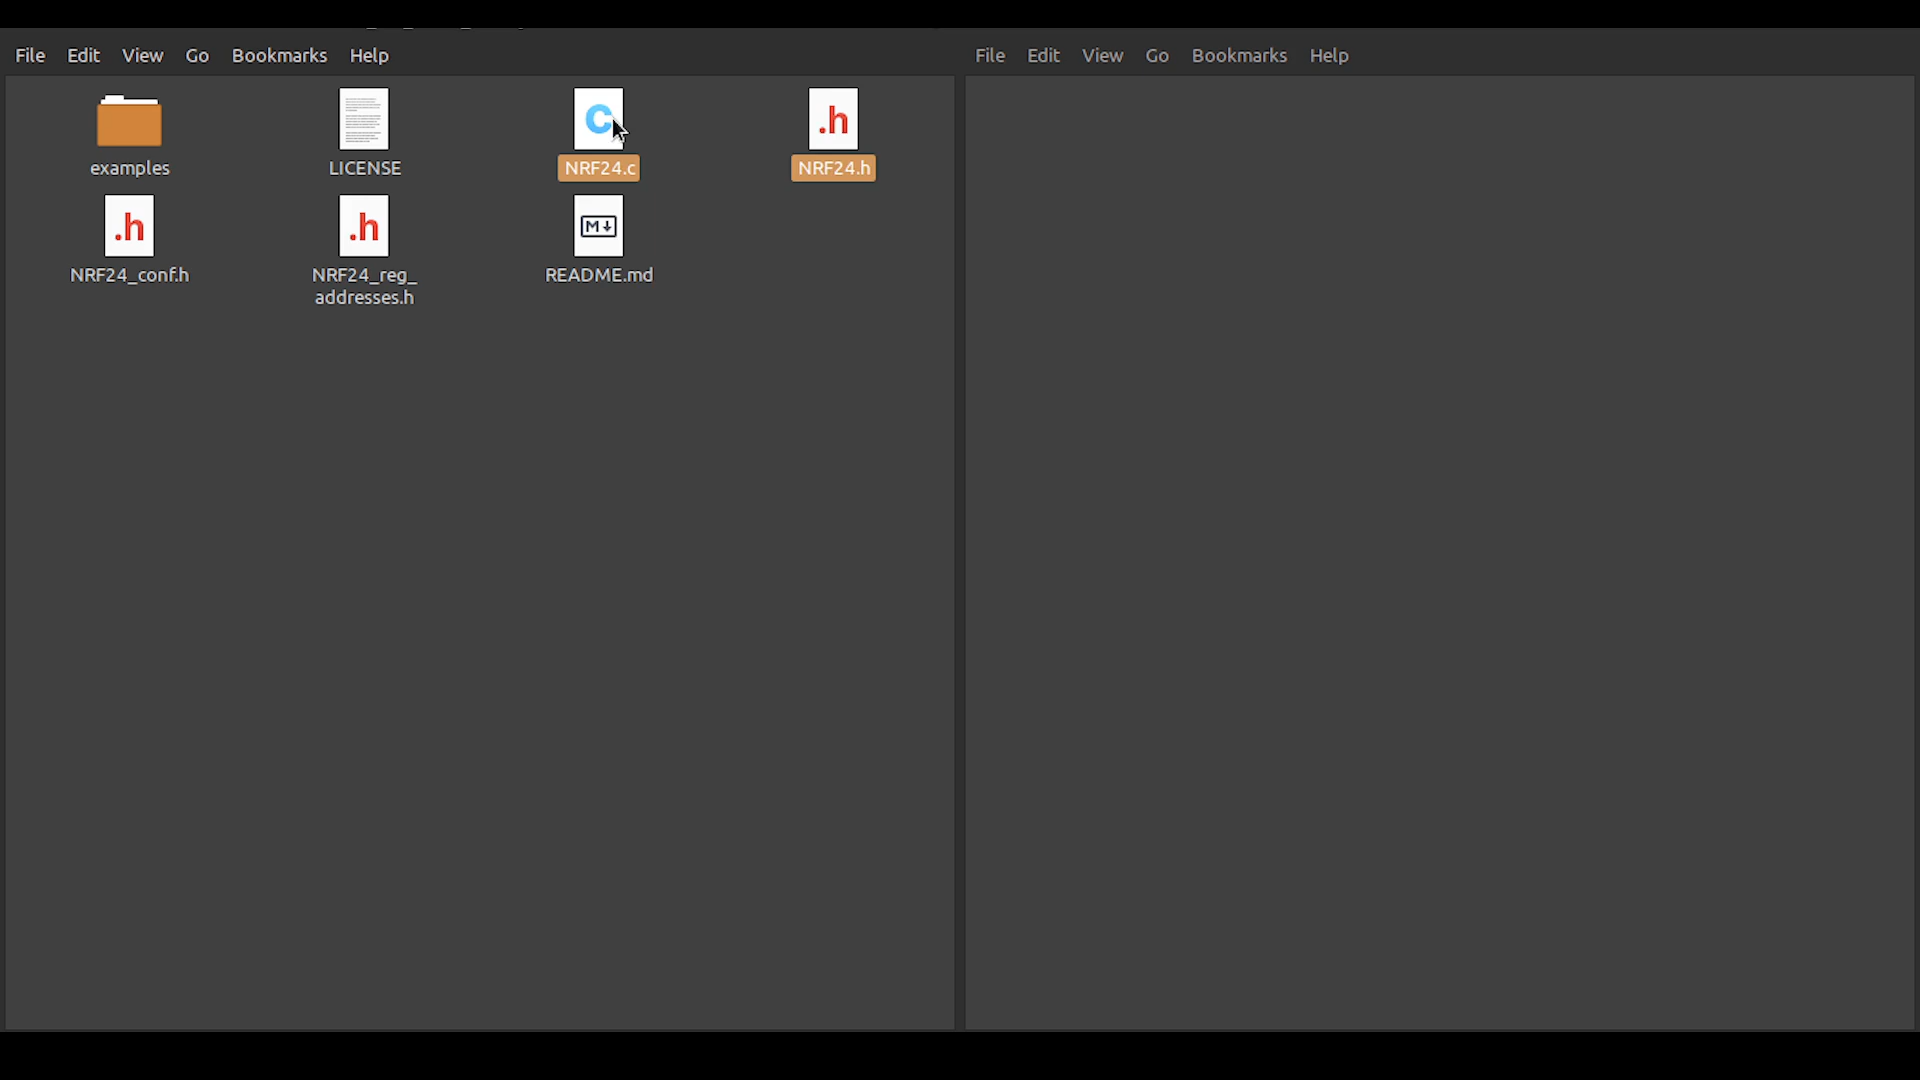 File Edit View Go Bookmarks Help
File Edit View Go Bookmarks Help
examples
LICENSE
C
NRF24.c
.h
NRF24.h
.h
NRF24_conf.h
.h
NRF24_reg_
addresses.h
M
README.md